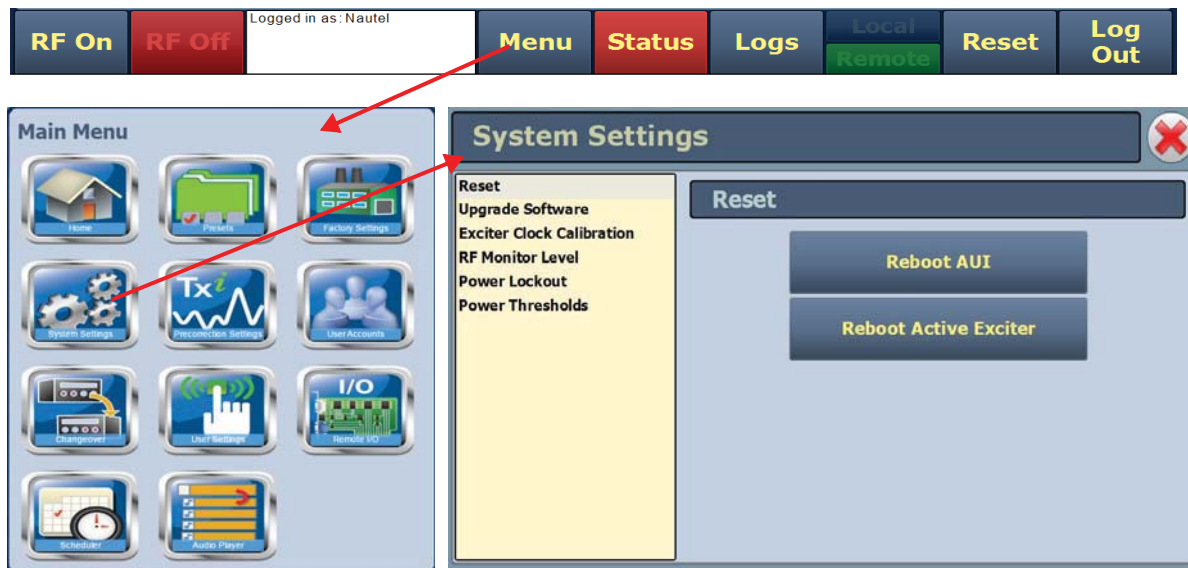 Logged in as: Nautel
RF On
RF Off
Menu
Status
Logs
Local
Remote
Reset
Log
Out
Main Menu
Home
Presets
Factory Settings
System Settings
Tx i
Precorrection Settings
User Accounts
Changeover
User Settings
I/O
Remote I/O
Scheduler
Audio Player
System Settings
Reset
Upgrade Software
Exciter Clock Calibration
RF Monitor Level
Power Lockout
Power Thresholds
Reset
Reboot AUI
Reboot Active Exciter